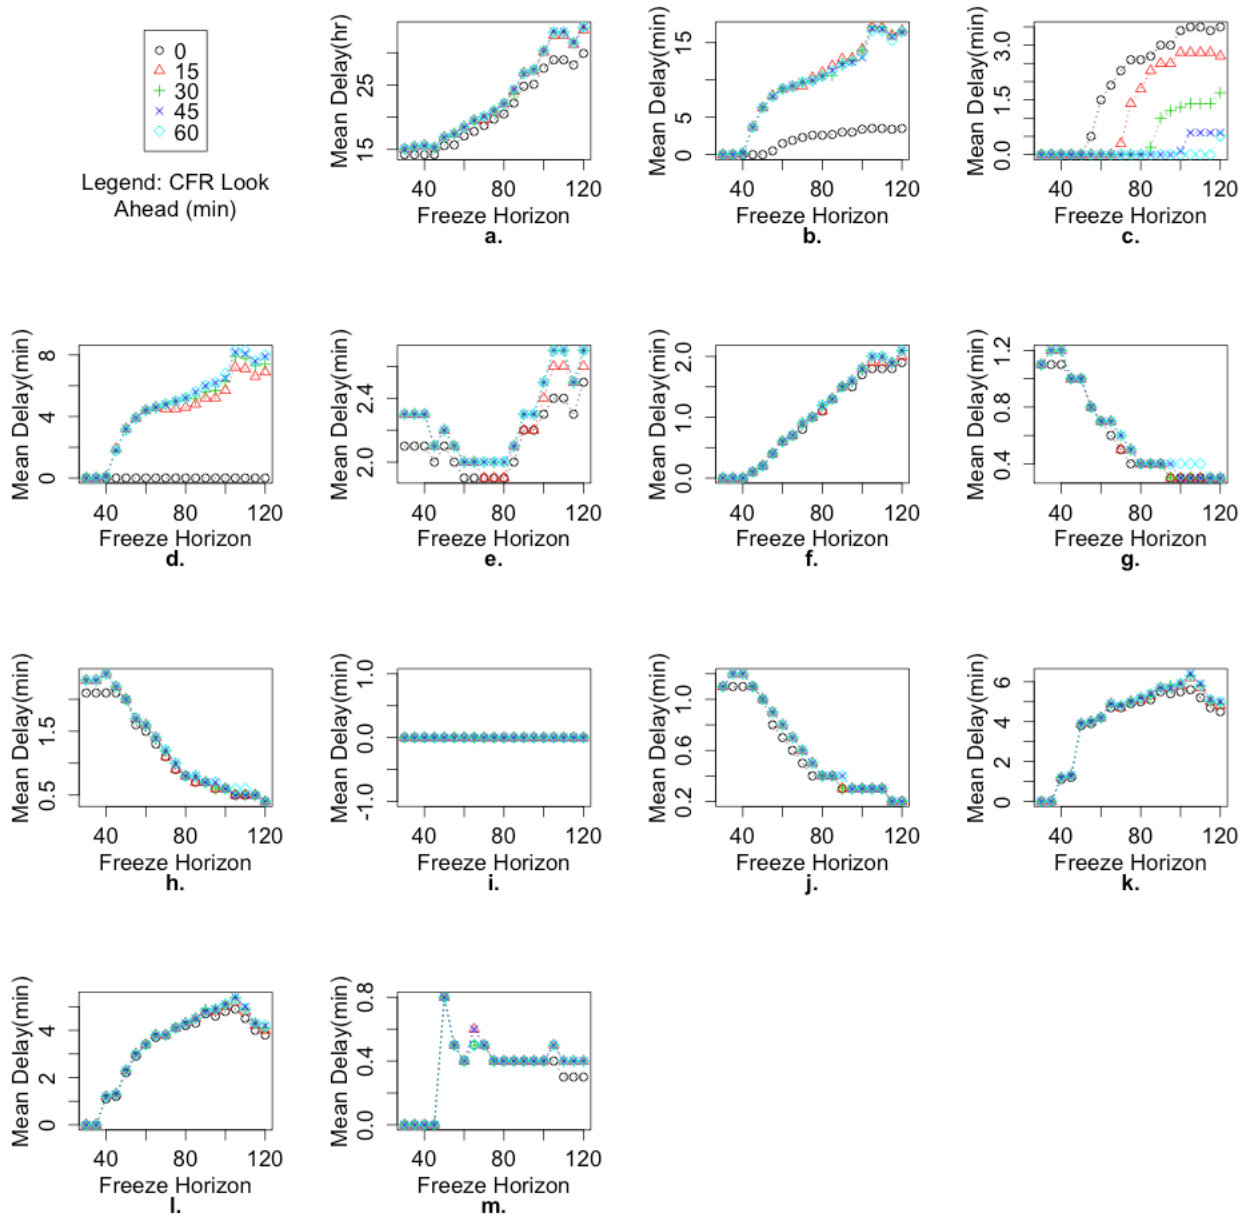 0
15
30
45
60
Legend: CFR Look
Ahead (min)
Mean Delay(hr)
15 25
40 80 120
Freeze Horizon
a.
Mean Delay(min)
0 5 15
40 80 120
Freeze Horizon
b.
Mean Delay(min)
0.0 1.5 3.0
40 80 120
Freeze Horizon
c.
Mean Delay(min)
0 4 8
40 80 120
Freeze Horizon
d.
Mean Delay(min)
2.0 2.4
40 80 120
Freeze Horizon
e.
Mean Delay(min)
0.0 1.0 2.0
40 80 120
Freeze Horizon
f.
Mean Delay(min)
0.4 0.8 1.2
40 80 120
Freeze Horizon
g.
Mean Delay(min)
0.5 1.5
40 80 120
Freeze Horizon
h.
Mean Delay(min)
-1.0 0.0 1.0
40 80 120
Freeze Horizon
i.
Mean Delay(min)
0.2 0.6 1.0
40 80 120
Freeze Horizon
j.
Mean Delay(min)
0 2 4 6
40 80 120
Freeze Horizon
k.
Mean Delay(min)
0 2 4
40 80 120
Freeze Horizon
l.
Mean Delay(min)
0.0 0.4 0.8
40 80 120
Freeze Horizon
m.